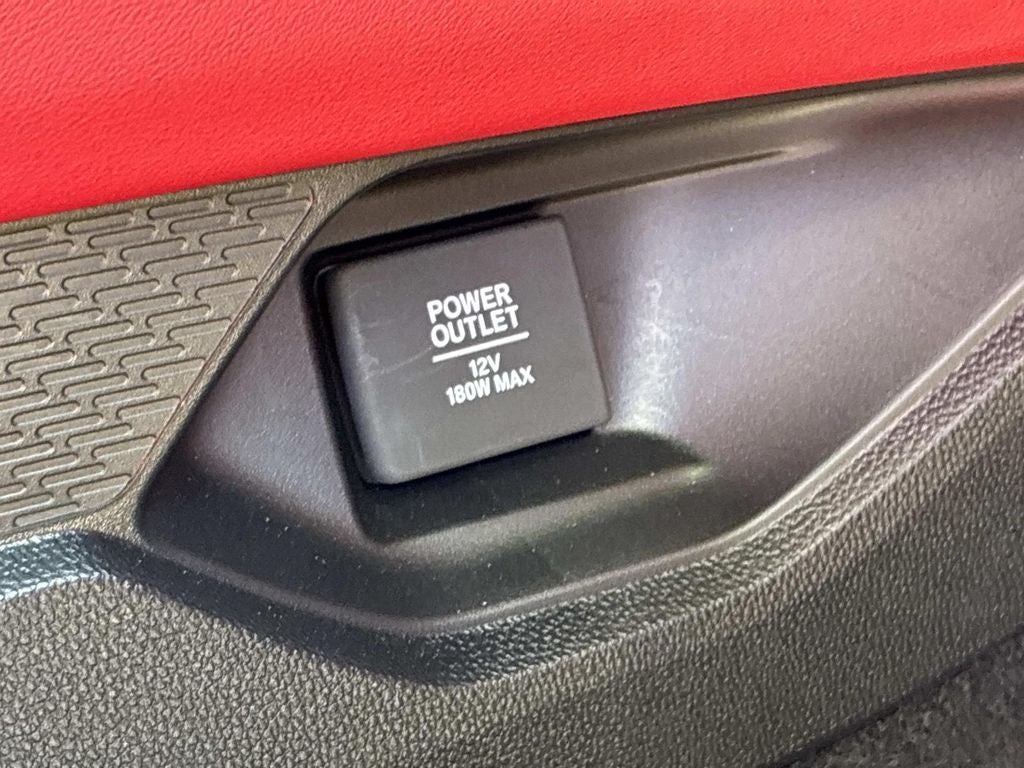 POWER
OUTLET
12V
180W MAX